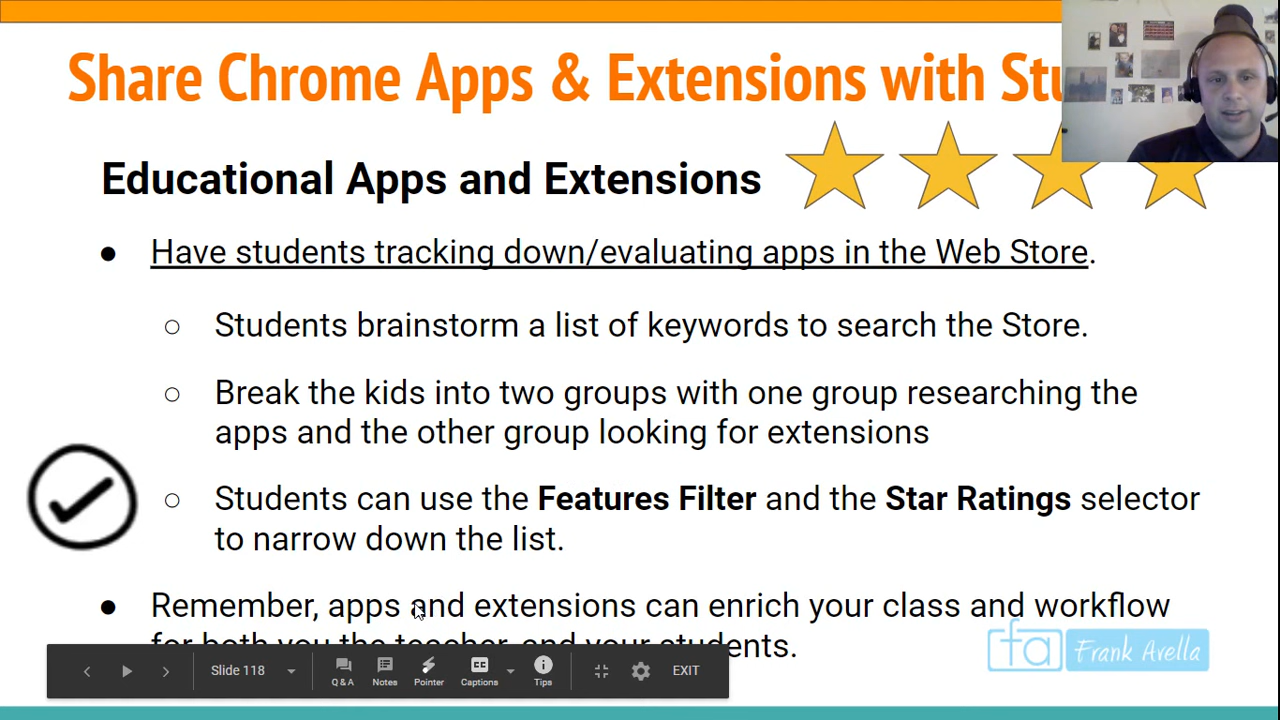 Share Chrome Apps & Extensions with Stu
Educational Apps and Extensions
● Have students tracking down/evaluating apps in the Web Store.
○ Students brainstorm a list of keywords to search the Store.
○ Break the kids into two groups with one group researching the
apps and the other group looking for extensions
○ Students can use the Features Filter and the Star Ratings selector
to narrow down the list.
● Remember, apps and extensions can enrich your class and workflow
for both you the teacher, and your students.
fa Frank Avella
Slide 118
Q & A
Notes
Pointer
CC
Captions
Tips
EXIT